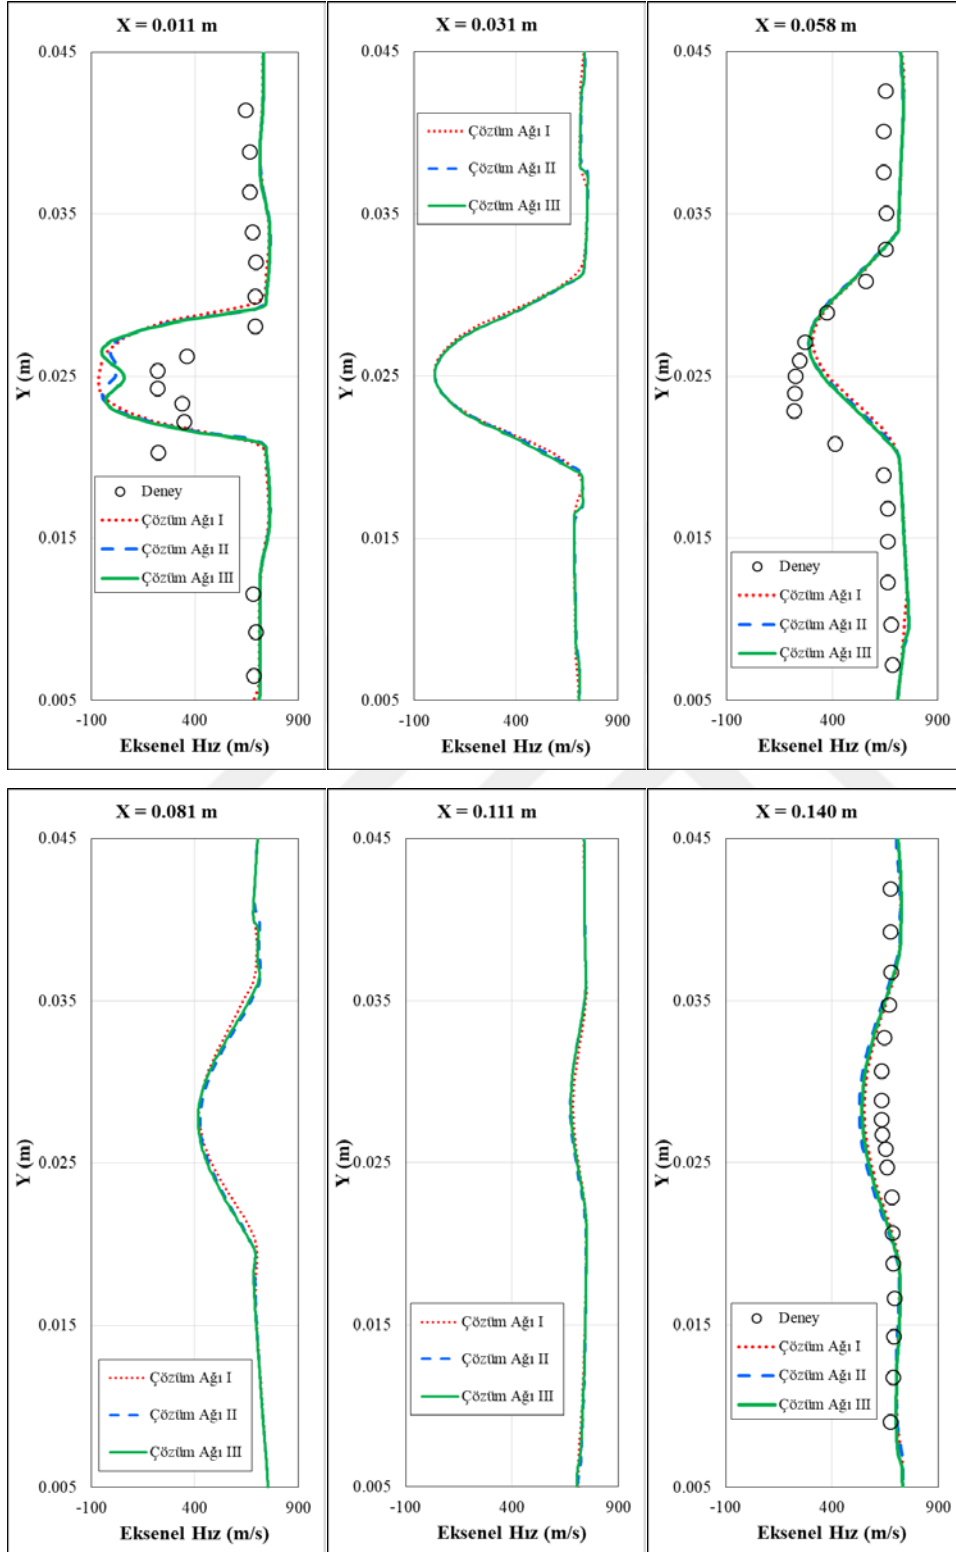 X = 0.011 m
0.045
0.035
0.025
0.015
0.005
Y (m)
Deney
Çözüm Ağı I
Çözüm Ağı II
Çözüm Ağı III
-100 400 900
Eksenel Hız (m/s)
X = 0.031 m
0.045
0.035
0.025
0.015
0.005
Y (m)
Çözüm Ağı I
Çözüm Ağı II
Çözüm Ağı III
-100 400 900
Eksenel Hız (m/s)
X = 0.058 m
0.045
0.035
0.025
0.015
0.005
Y (m)
Deney
Çözüm Ağı I
Çözüm Ağı II
Çözüm Ağı III
-100 400 900
Eksenel Hız (m/s)
X = 0.081 m
0.045
0.035
0.025
0.015
0.005
Y (m)
Çözüm Ağı I
Çözüm Ağı II
Çözüm Ağı III
-100 400 900
Eksenel Hız (m/s)
X = 0.111 m
0.045
0.035
0.025
0.015
0.005
Y (m)
Çözüm Ağı I
Çözüm Ağı II
Çözüm Ağı III
-100 400 900
Eksenel Hız (m/s)
X = 0.140 m
0.045
0.035
0.025
0.015
0.005
Y (m)
Deney
Çözüm Ağı I
Çözüm Ağı II
Çözüm Ağı III
-100 400 900
Eksenel Hız (m/s)